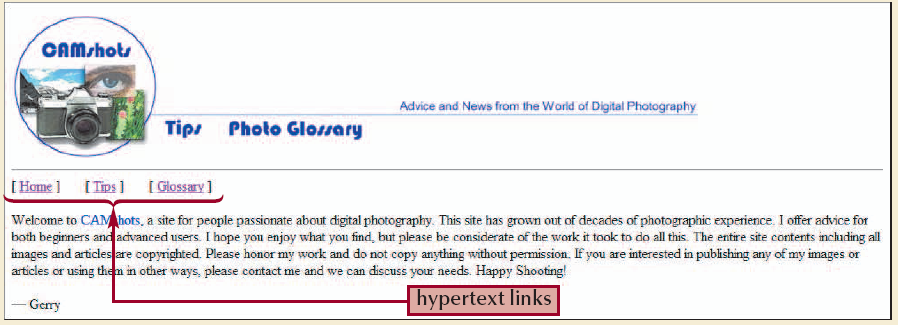 CAMshots
Advice and News from the World of Digital Photography
Tips Photo Glossary
[ Home ] [ Tips ] [ Glossary ]
Welcome to CAMshots, a site for people passionate about digital photography. This site has grown out of decades of photographic experience. I offer advice for
both beginners and advanced users. I hope you enjoy what you find, but please be considerate of the work it took to do all this. The entire site contents including all
images and articles are copyrighted. Please honor my work and do not copy anything without permission. If you are interested in publishing any of my images or
articles or using them in other ways, please contact me and we can discuss your needs. Happy Shooting!
— Gerry
hypertext links